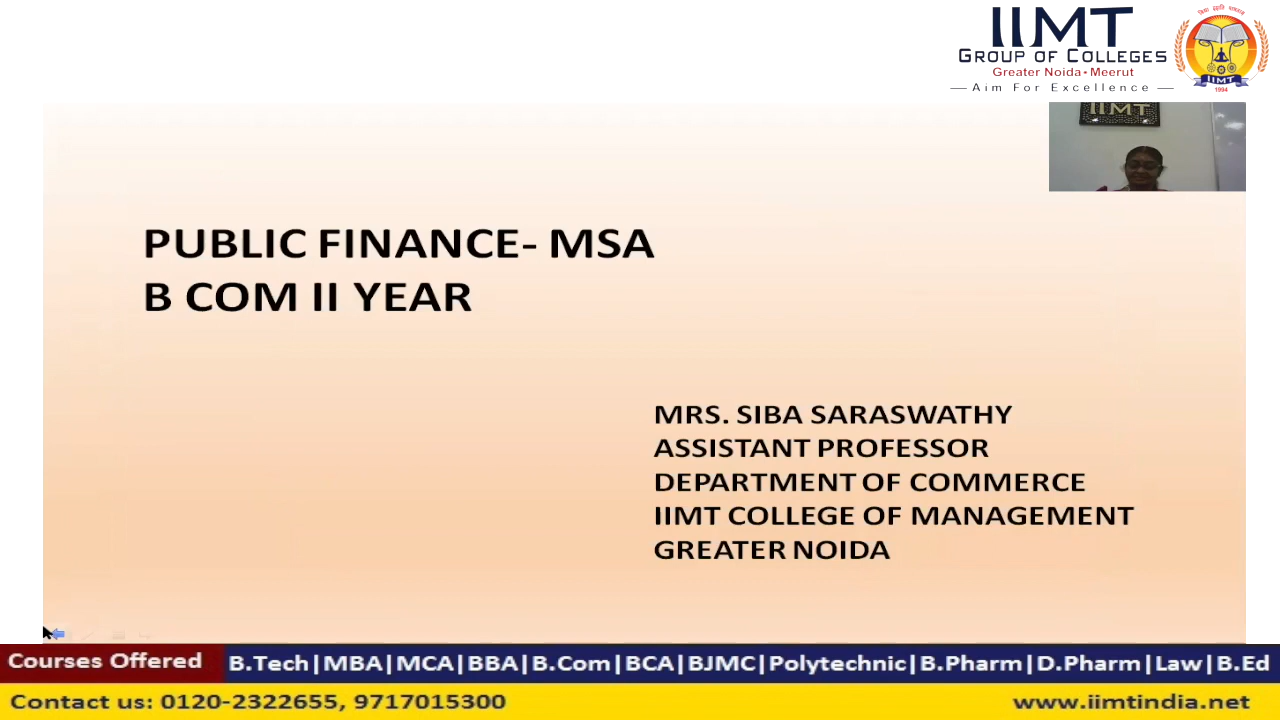 IIMT
GROUP OF COLLEGES
Greater Noida • Meerut
Aim For Excellence
IIMT
1994
IIMT
PUBLIC FINANCE- MSA
B COM II YEAR
MRS. SIBA SARASWATHY
ASSISTANT PROFESSOR
DEPARTMENT OF COMMERCE
IIMT COLLEGE OF MANAGEMENT
GREATER NOIDA
Courses Offered B.Tech|MBA|MCA|BBA|B.Com|BCA|BJMC|Polytechnic|B.Pharm|D.Pharm|Law|B.Ed
Contact us: 0120-2322655, 9717015300 www.iimtindia.net